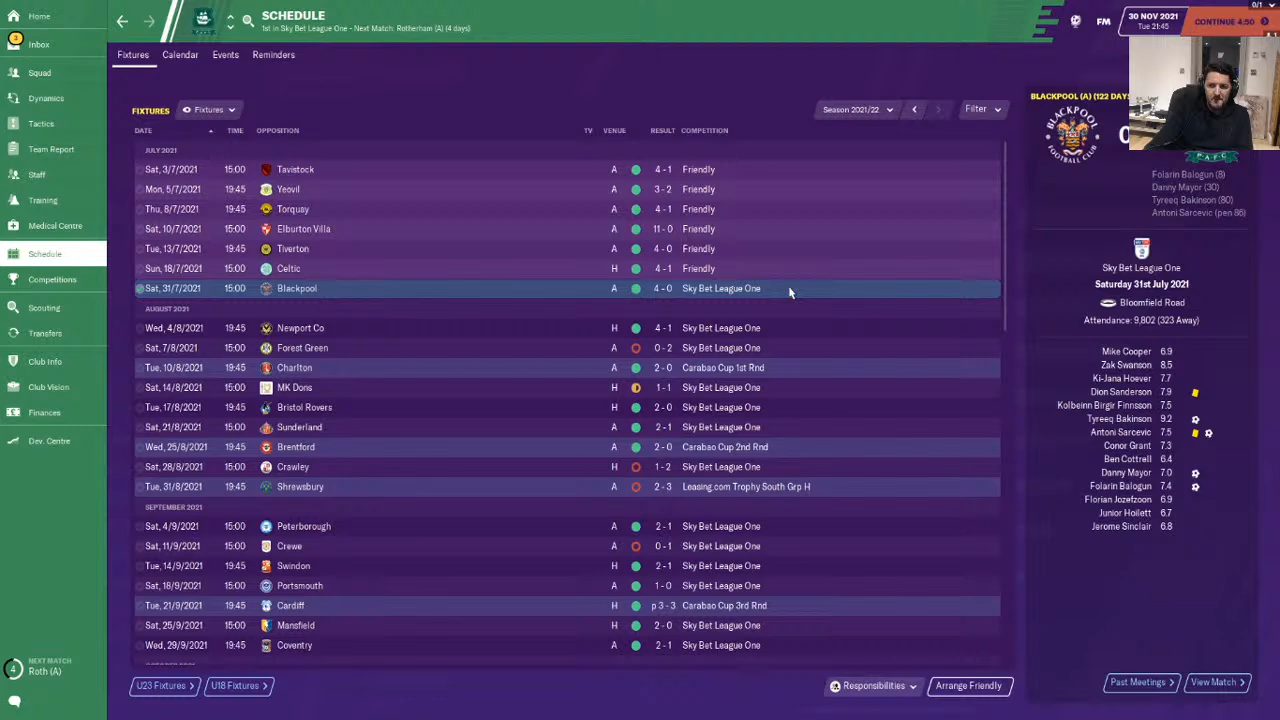 Home
SCHEDULE
1st in Sky Bet League One - Next Match: Rotherham (A) (4 days)
FM
30 NOV 2021
Tue 21:45
CONTINUE 4:50
0/1
3
Inbox
Squad
Dynamics
Tactics
Team Report
Staff
Training
Medical Centre
Schedule
Competitions
Scouting
Transfers
Club Info
Club Vision
Finances
Dev. Centre
4
NEXT MATCH
Roth (A)
Fixtures Calendar Events Reminders
FIXTURES Fixtures Season 2021/22 Filter
DATE TIME OPPOSITION TV VENUE RESULT COMPETITION
JULY 2021
Sat, 3/7/2021 15:00 Tavistock A 4 - 1 Friendly
Mon, 5/7/2021 19:45 Yeovil A 3 - 2 Friendly
Thu, 8/7/2021 19:45 Torquay A 4 - 1 Friendly
Sat, 10/7/2021 15:00 Elburton Villa A 11 - 0 Friendly
Tue, 13/7/2021 19:45 Tiverton A 4 - 0 Friendly
Sun, 18/7/2021 15:00 Celtic H 4 - 1 Friendly
Sat, 31/7/2021 15:00 Blackpool A 4 - 0 Sky Bet League One
AUGUST 2021
Wed, 4/8/2021 19:45 Newport Co H 4 - 1 Sky Bet League One
Sat, 7/8/2021 15:00 Forest Green A 0 - 2 Sky Bet League One
Tue, 10/8/2021 19:45 Charlton A 2 - 0 Carabao Cup 1st Rnd
Sat, 14/8/2021 15:00 MK Dons H 1 - 1 Sky Bet League One
Tue, 17/8/2021 19:45 Bristol Rovers H 2 - 0 Sky Bet League One
Sat, 21/8/2021 15:00 Sunderland A 2 - 1 Sky Bet League One
Wed, 25/8/2021 19:45 Brentford A 2 - 0 Carabao Cup 2nd Rnd
Sat, 28/8/2021 15:00 Crawley H 1 - 2 Sky Bet League One
Tue, 31/8/2021 19:45 Shrewsbury A 2 - 3 Leasing.com Trophy South Grp H
SEPTEMBER 2021
Sat, 4/9/2021 15:00 Peterborough A 2 - 1 Sky Bet League One
Sat, 11/9/2021 15:00 Crewe A 0 - 1 Sky Bet League One
Tue, 14/9/2021 19:45 Swindon H 2 - 1 Sky Bet League One
Sat, 18/9/2021 15:00 Portsmouth A 1 - 0 Sky Bet League One
Tue, 21/9/2021 19:45 Cardiff H p 3 - 3 Carabao Cup 3rd Rnd
Sat, 25/9/2021 15:00 Mansfield H 2 - 0 Sky Bet League One
Wed, 29/9/2021 19:45 Coventry A 2 - 1 Sky Bet League One
U23 Fixtures U18 Fixtures Responsibilities Arrange Friendly
BLACKPOOL (A) (122 DAYS
BLACKPOOL
FOOTBALL CLUB
P.A.F.C
Folarin Balogun (8)
Danny Mayor (30)
Tyreeq Bakinson (80)
Antoni Sarcevic (pen 86)
Sky Bet League One
Saturday 31st July 2021
Bloomfield Road
Attendance: 9,802 (323 Away)
Mike Cooper 6.9
Zak Swanson 8.5
Ki-Jana Hoever 7.7
Dion Sanderson 7.9
Kolbeinn Birgir Finnsson 7.5
Tyreeq Bakinson 9.2
Antoni Sarcevic 7.5
Conor Grant 7.3
Ben Cottrell 6.4
Danny Mayor 7.0
Folarin Balogun 7.4
Florian Jozefzoon 6.9
Junior Hoilett 6.7
Jerome Sinclair 6.8
Past Meetings View Match